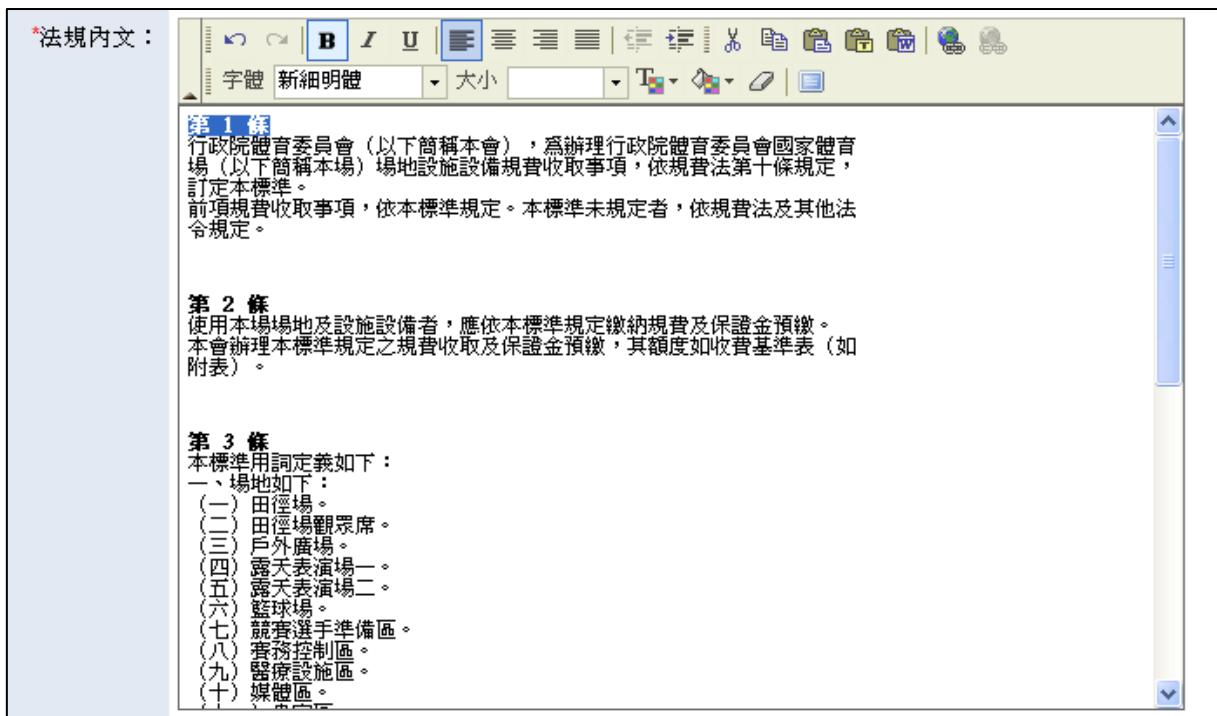 *法規內文：
B I U
字體 新細明體 大小
第 1 條
行政院體育委員會（以下簡稱本會），為辦理行政院體育委員會國家體育
場（以下簡稱本場）場地設施設備規費收取事項，依規費法第十條規定，
訂定本標準。
前項規費收取事項，依本標準規定。本標準未規定者，依規費法及其他法
令規定。
第 2 條
使用本場場地及設施設備者，應依本標準規定繳納規費及保證金預繳。
本會辦理本標準規定之規費收取及保證金預繳，其額度如收費基準表（如
附表）。
第 3 條
本標準用詞定義如下：
一、場地如下：
（一）田徑場。
（二）田徑場觀眾席。
（三）戶外廣場。
（四）露天表演場一。
（五）露天表演場二。
（六）籃球場。
（七）競賽選手準備區。
（八）賽務控制區。
（九）醫療設施區。
（十）媒體區。